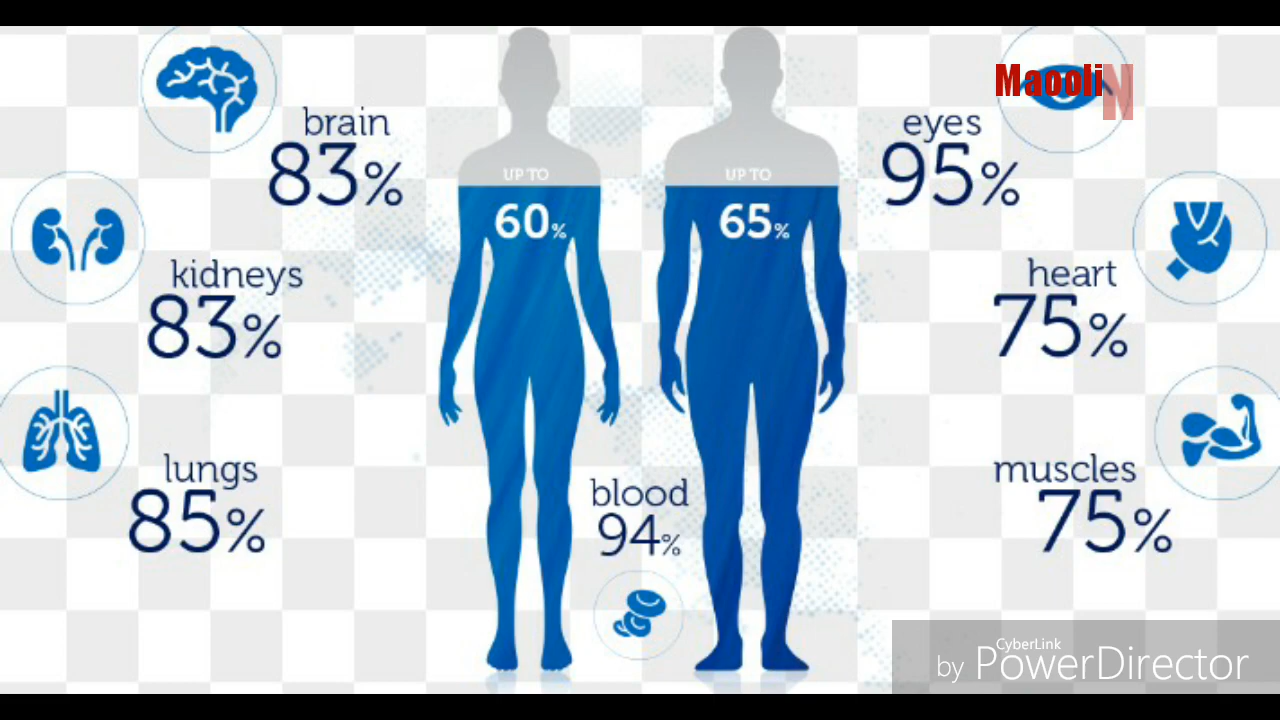 MaooliN
brain
83%
kidneys
83%
lungs
85%
UP TO
60%
UP TO
65%
blood
94%
eyes
95%
heart
75%
muscles
75%
CyberLink
by PowerDirector